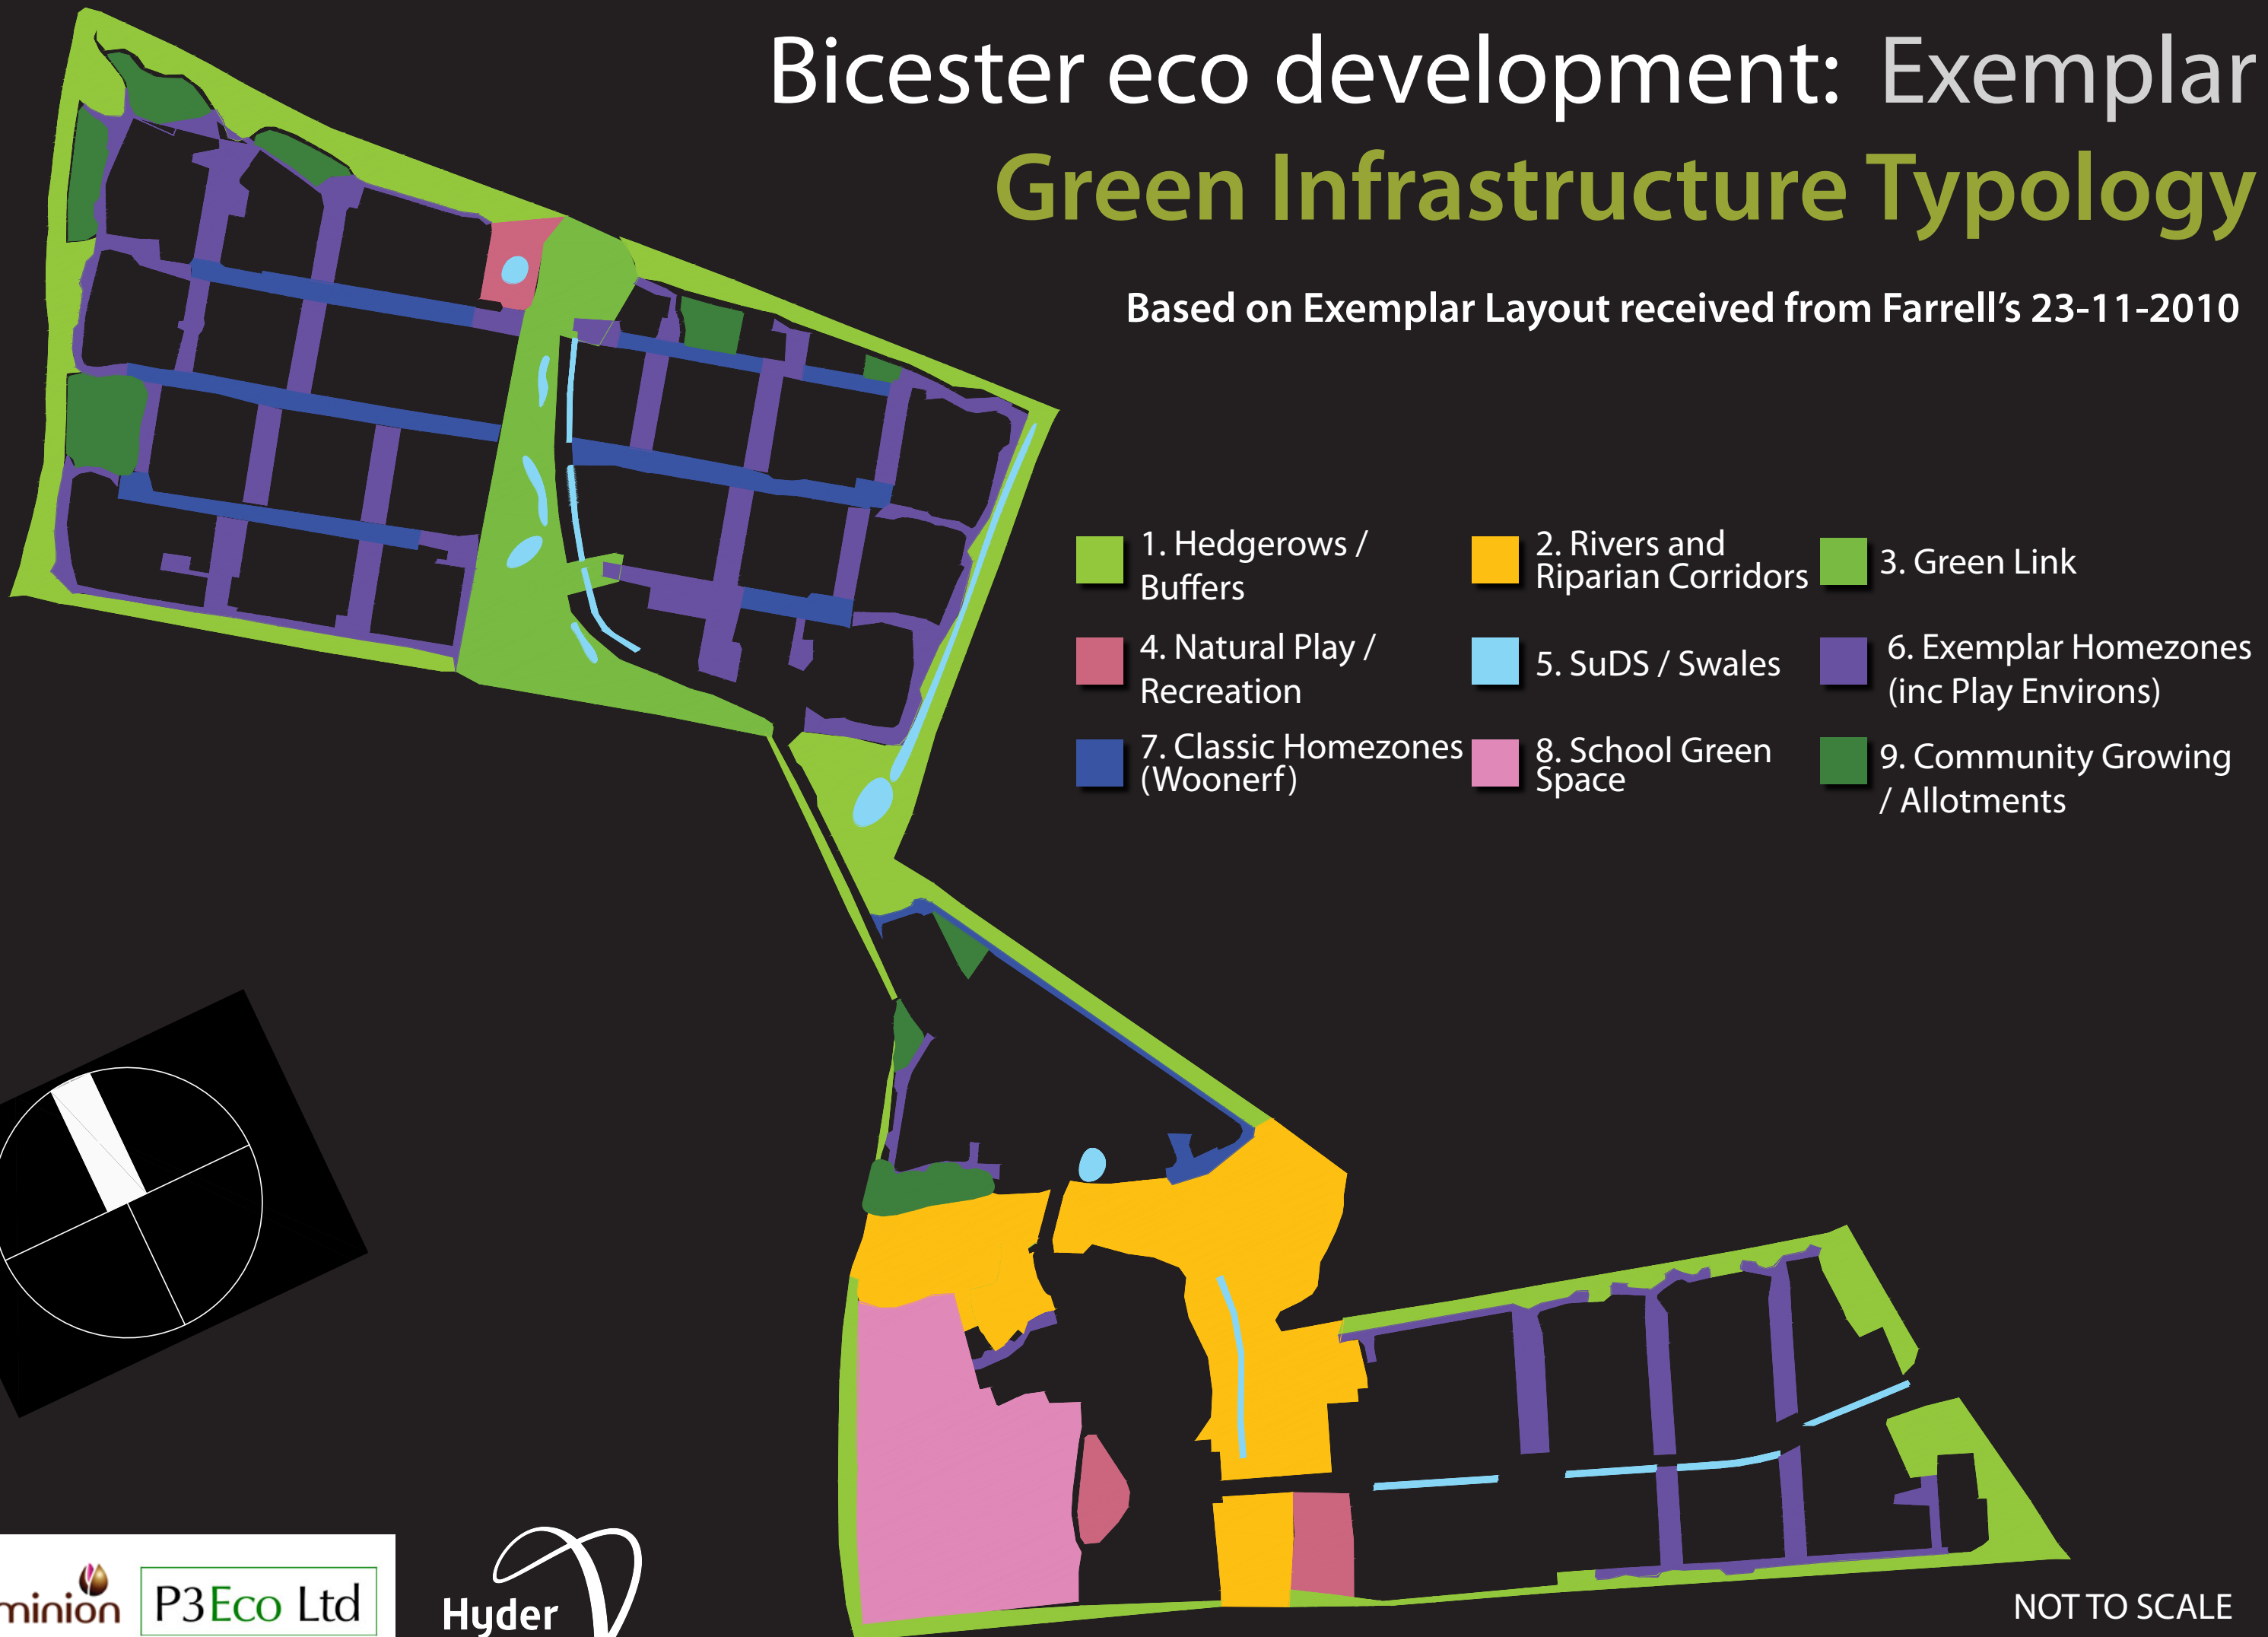 Bicester eco development: Exemplar
Green Infrastructure Typology
Based on Exemplar Layout received from Farrell’s 23-11-2010
1. Hedgerows /
Buffers
2. Rivers and
Riparian Corridors
3. Green Link
4. Natural Play /
Recreation
5. SuDS / Swales
6. Exemplar Homezones
(inc Play Environs)
7. Classic Homezones
(Woonerf)
8. School Green
Space
9. Community Growing
/ Allotments
minion
P3Eco Ltd
Hyder
NOT TO SCALE